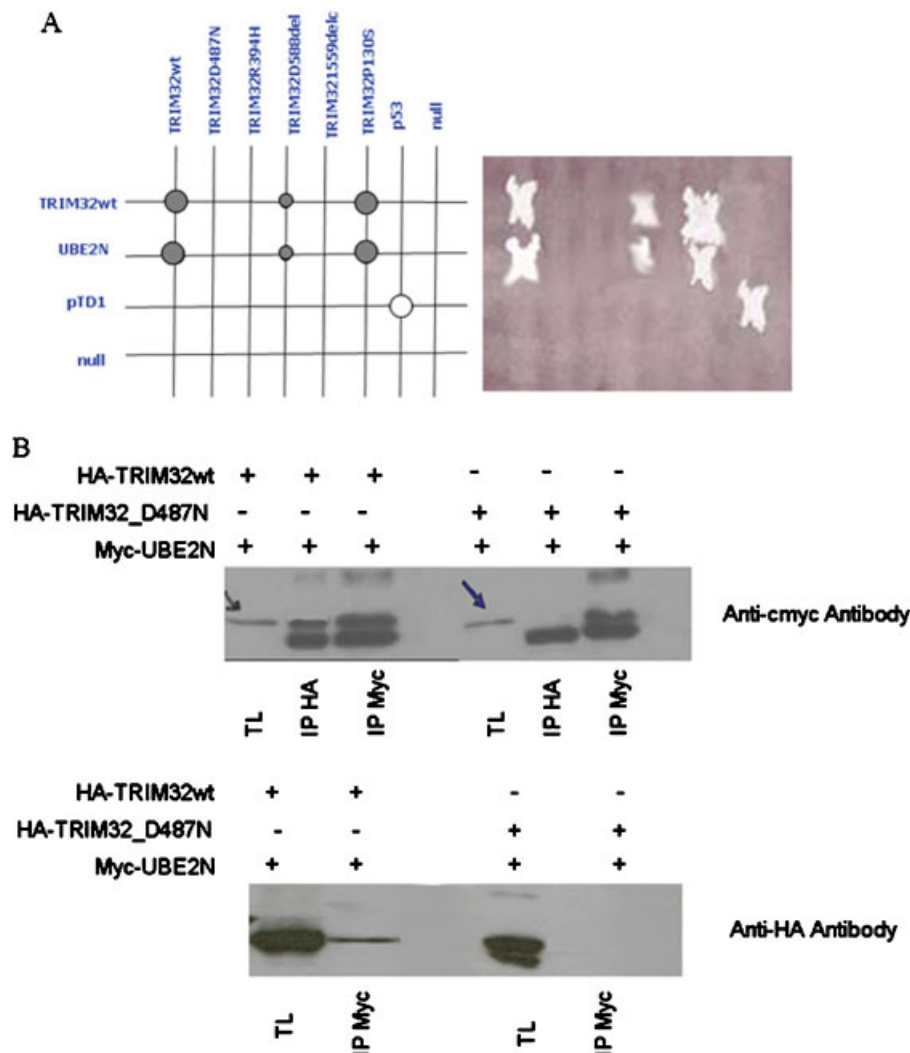 A
TRIM32wt
TRIM32D487N
TRIM32R394H
TRIM32D588del
TRIM321559delc
TRIM32P130S
p53
null
TRIM32wt
UBE2N
pTD1
null
B
HA-TRIM32wt + + + - - -
HA-TRIM32_D487N - - - + + +
Myc-UBE2N + + + + + +
Anti-cmyc Antibody
TL IP HA IP Myc TL IP HA IP Myc
HA-TRIM32wt + + - -
HA-TRIM32_D487N - - + +
Myc-UBE2N + + + +
Anti-HA Antibody
TL IP Myc TL IP Myc